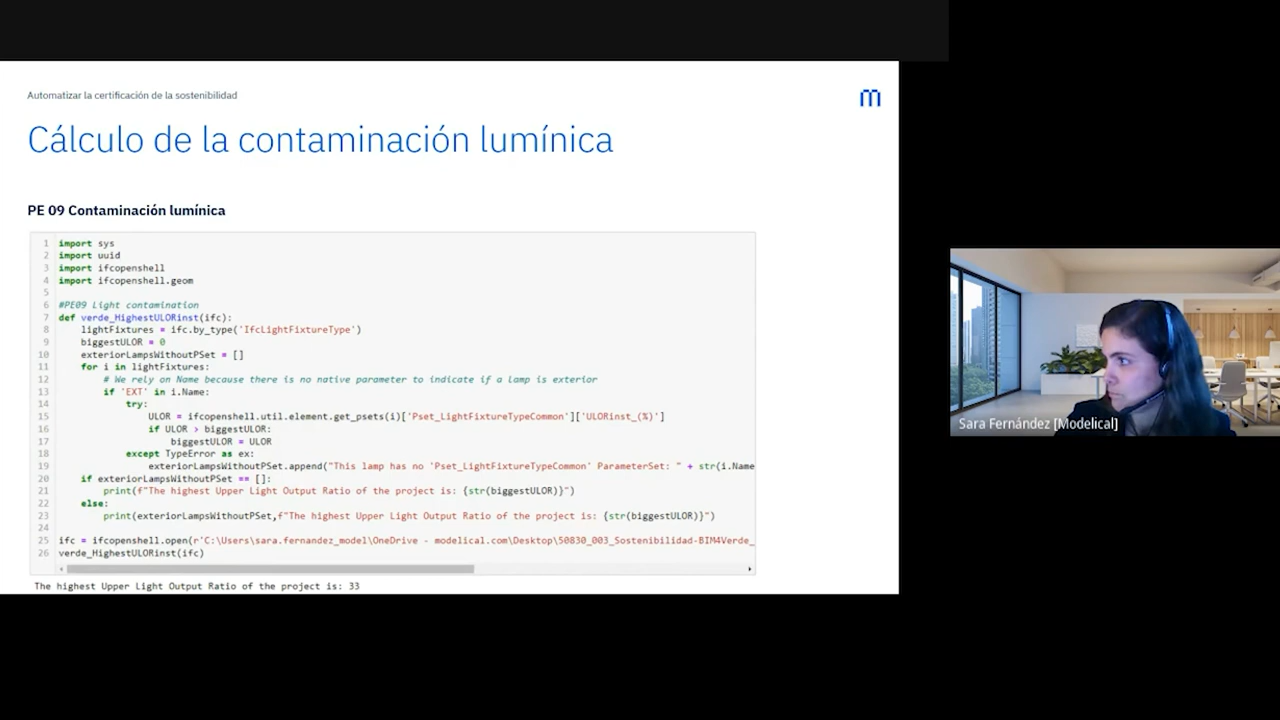 Automatizar la certificación de la sostenibilidad
m
Cálculo de la contaminación lumínica
PE 09 Contaminación lumínica
1 import sys
2 import uuid
3 import ifcopenshell
4 import ifcopenshell.geom
5
6 #PE09 Light contamination
7 def verde_HighestULORinst(ifc):
8 lightFixtures = ifc.by_type('IfcLightFixtureType')
9 biggestULOR = 0
10 exteriorLampsWithoutPSet = []
11 for i in lightFixtures:
12 # We rely on Name because there is no native parameter to indicate if a lamp is exterior
13 if 'EXT' in i.Name:
14 try:
15 ULOR = ifcopenshell.util.element.get_psets(i)['Pset_LightFixtureTypeCommon']['ULORinst_(%)']
16 if ULOR > biggestULOR:
17 biggestULOR = ULOR
18 except TypeError as ex:
19 exteriorLampsWithoutPSet.append("This lamp has no 'Pset_LightFixtureTypeCommon' ParameterSet: " + str(i.Name
20 if exteriorLampsWithoutPSet == []:
21 print(f"The highest Upper Light Output Ratio of the project is: {str(biggestULOR)}")
22 else:
23 print(exteriorLampsWithoutPSet,f"The highest Upper Light Output Ratio of the project is: {str(biggestULOR)}")
24
25 ifc = ifcopenshell.open(r'C:\Users\sara.fernandez_model\OneDrive - modelical.com\Desktop\50830_003_Sostenibilidad-BIM4Verde_
26 verde_HighestULORinst(ifc)
The highest Upper Light Output Ratio of the project is: 33
Sara Fernández [Modelical]